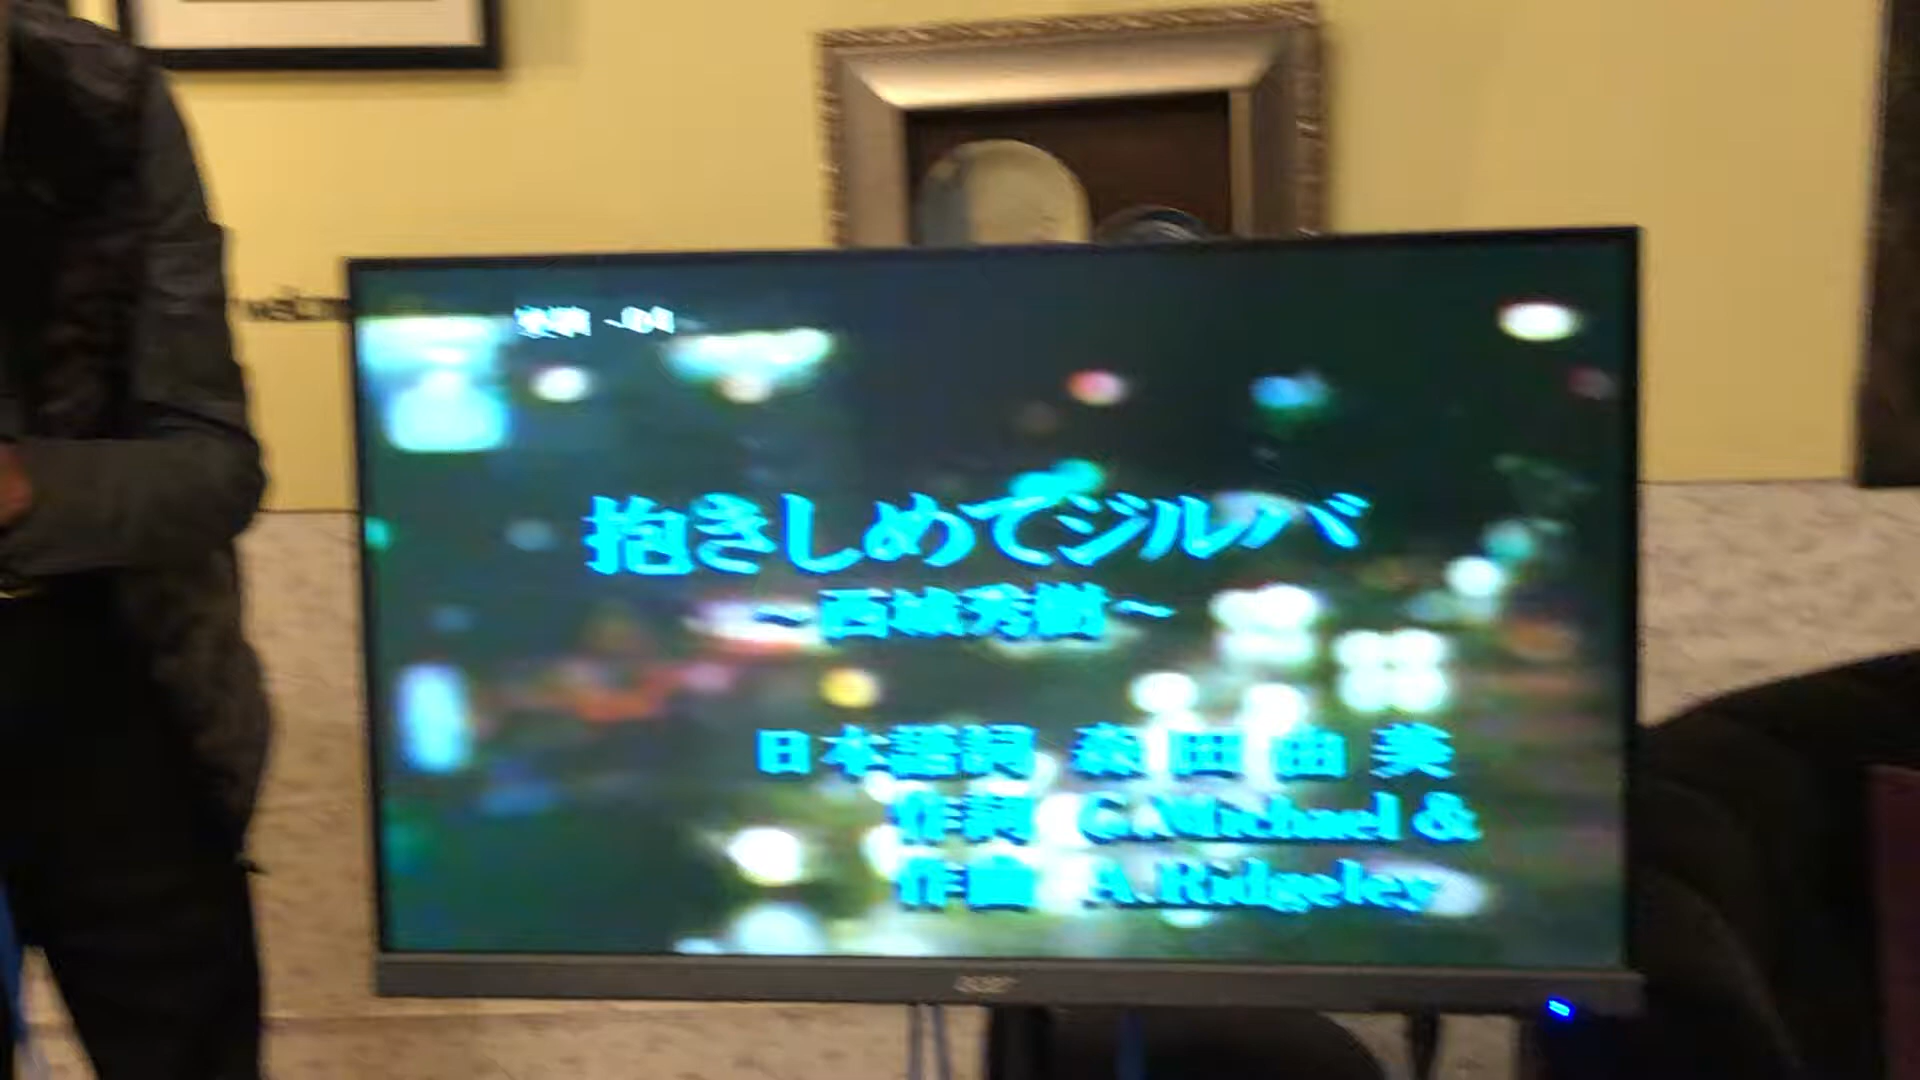 抱きしめてジルバ
～西城秀樹～
日本語詞 森田由美
作詞 G.Michael &
作曲 A.Ridgeley
acer